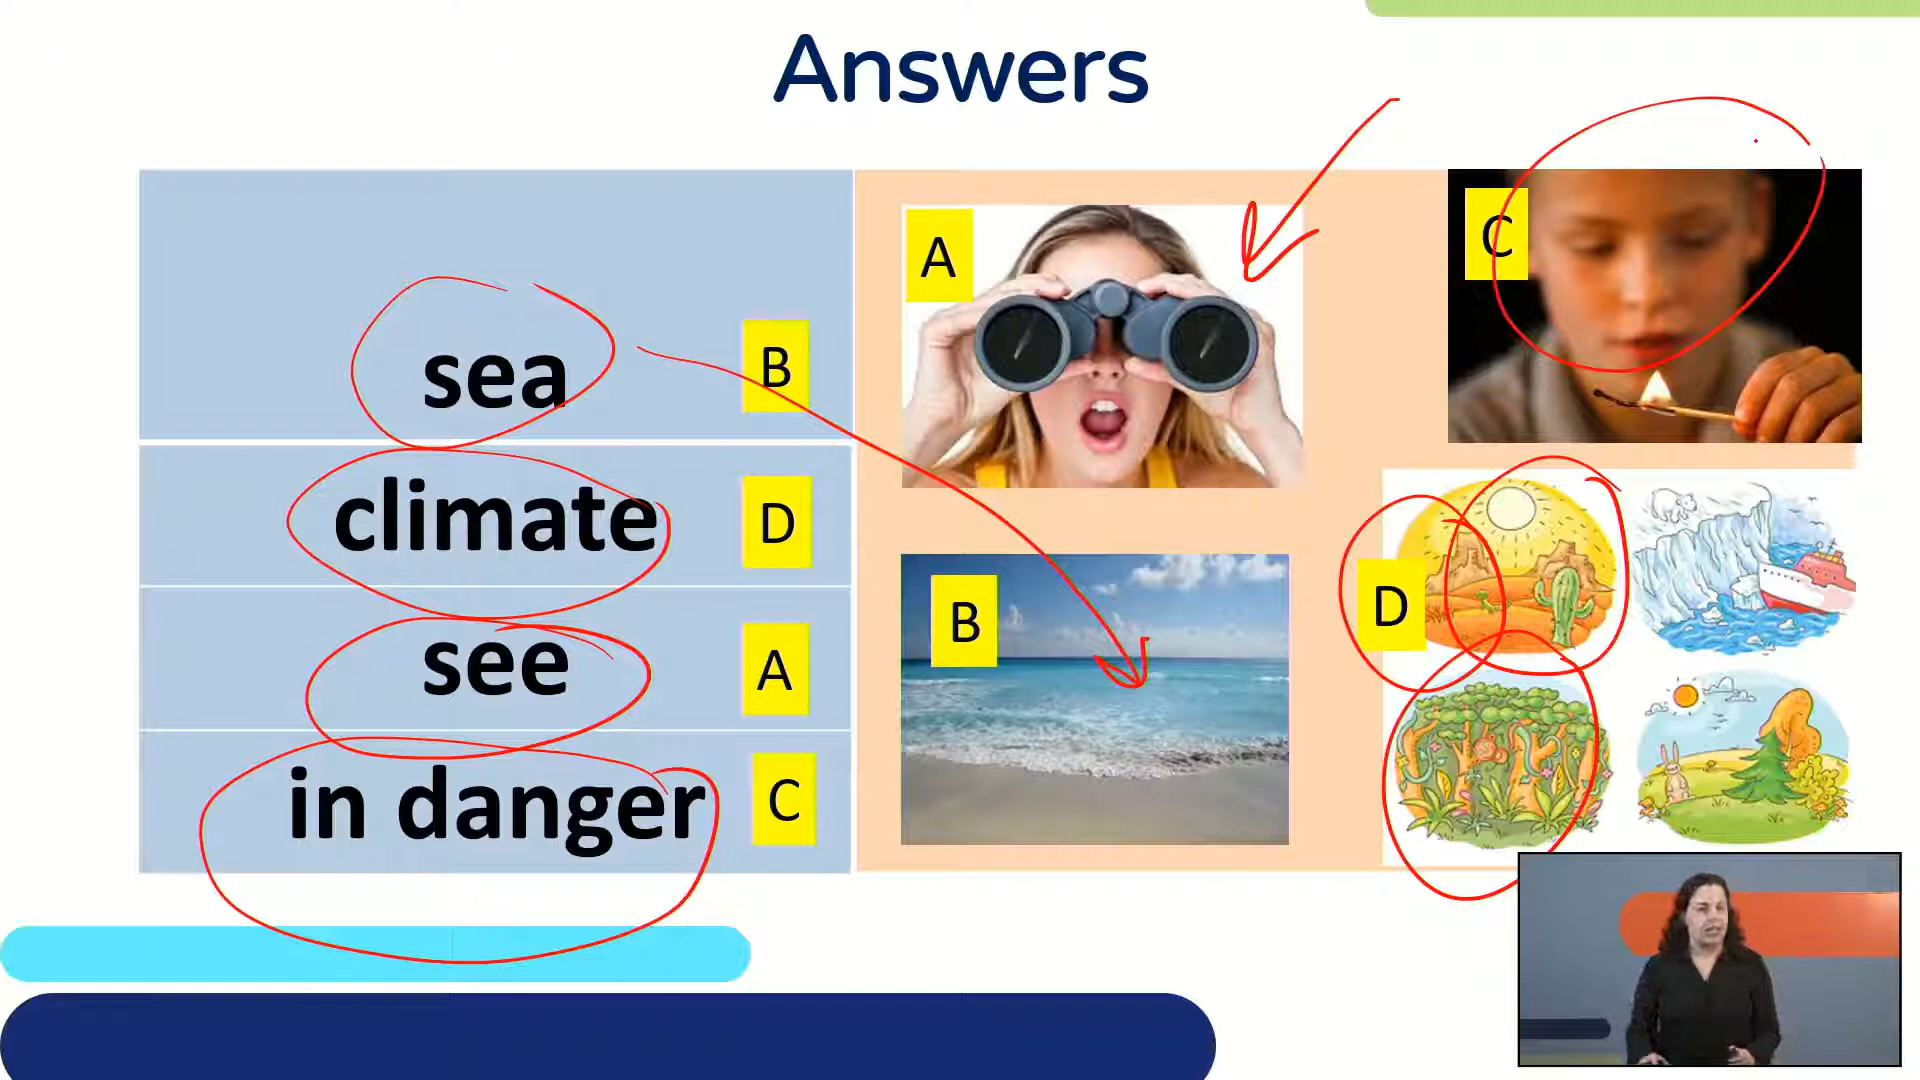 Answers
sea B
climate D
see A
in danger C
A
C
B
D